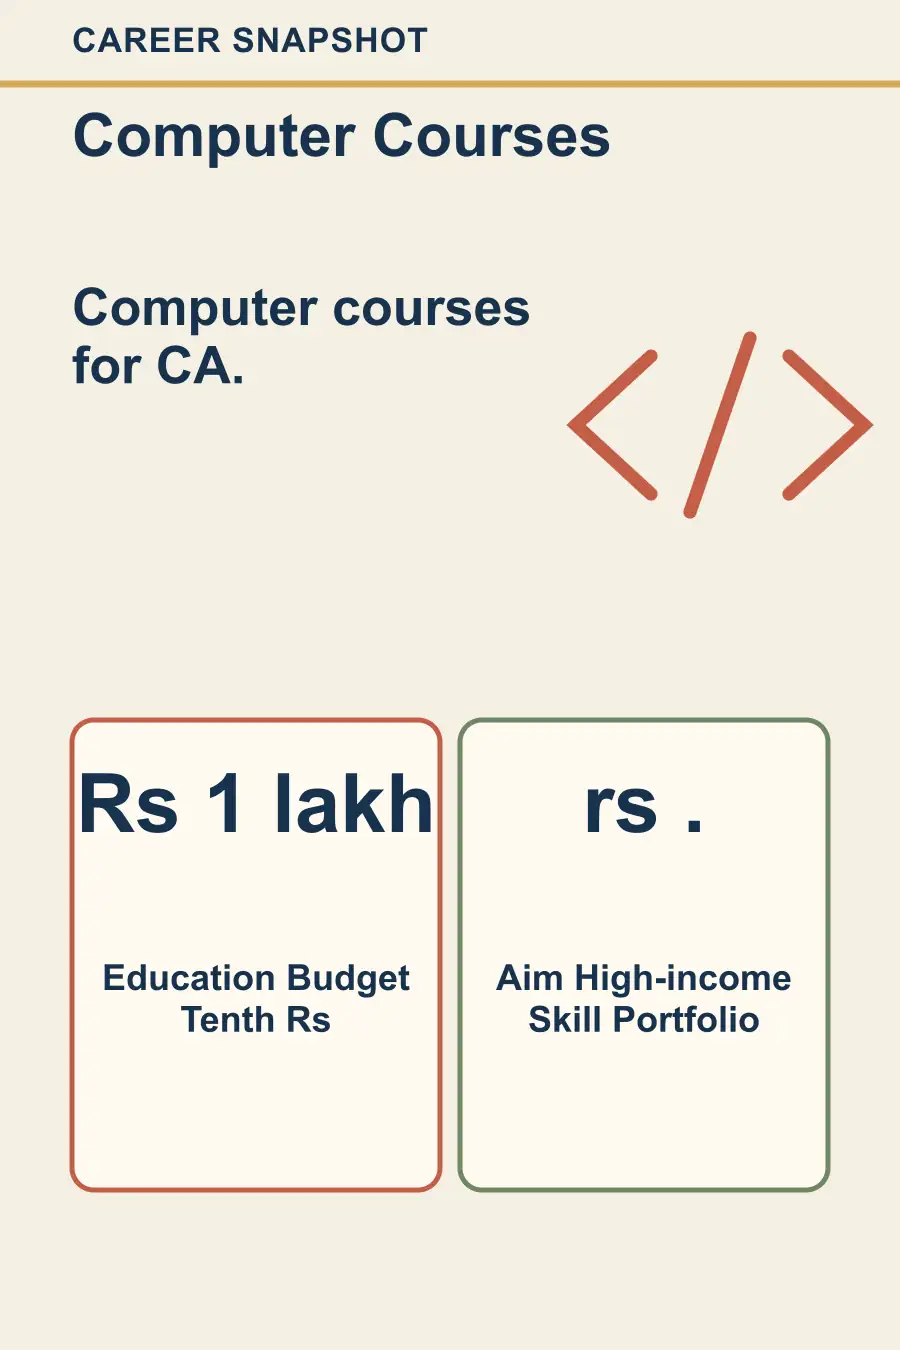 CAREER SNAPSHOT
Computer Courses
Computer courses
for CA.
</>
Rs 1 lakh
Education Budget
Tenth Rs
rs .
Aim High-income
Skill Portfolio